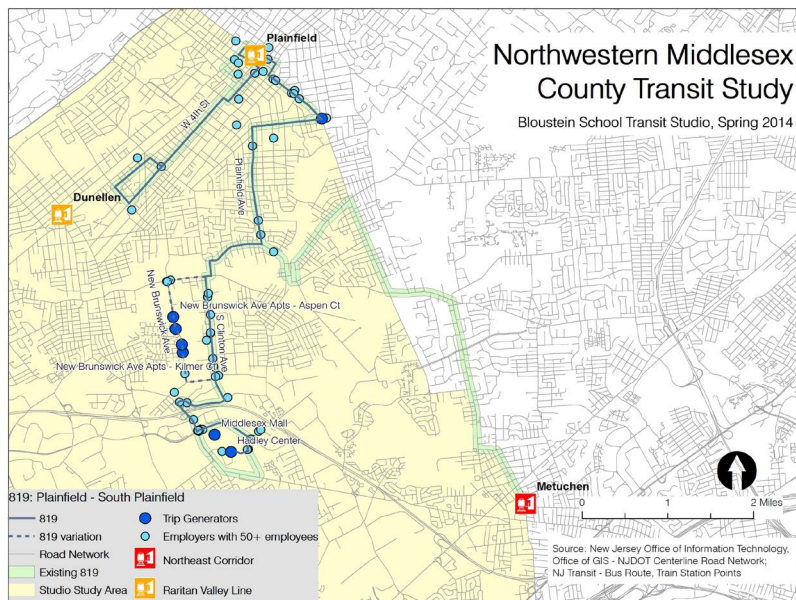 Northwestern Middlesex
County Transit Study
Bloustein School Transit Studio, Spring 2014
Plainfield
W 4th St
Plainfield Ave
Dunellen
New Brunswick Ave
New Brunswick Ave Apts - Aspen Ct
S Clinton Ave
New Brunswick Ave Apts - Kilmer Ct
Middlesex Mall
Hadley Center
Metuchen
0 1 2 Miles
819: Plainfield - South Plainfield
819
819 variation
Road Network
Existing 819
Studio Study Area
Trip Generators
Employers with 50+ employees
Northeast Corridor
Raritan Valley Line
Source: New Jersey Office of Information Technology,
Office of GIS - NJDOT Centerline Road Network;
NJ Transit - Bus Route, Train Station Points